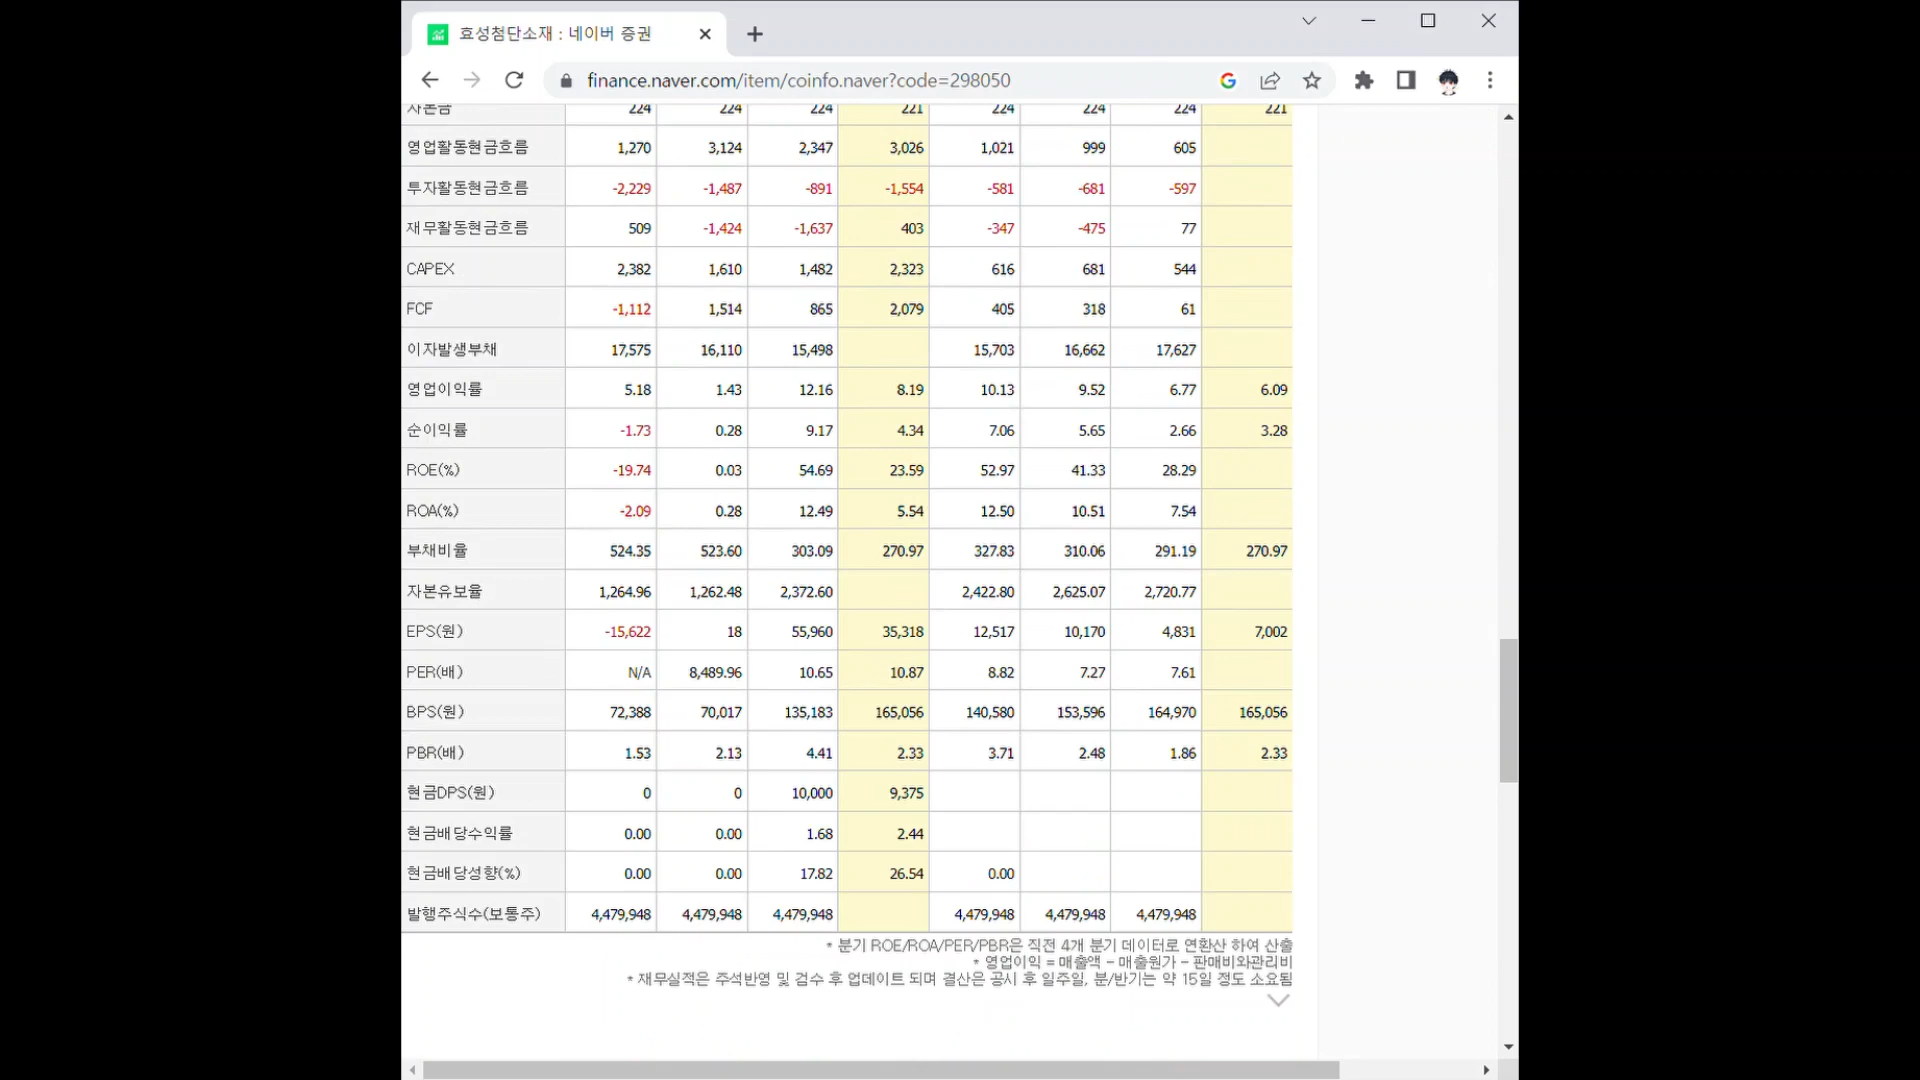 효성첨단소재 : 네이버 증권
finance.naver.com/item/coinfo.naver?code=298050
자본금 224 224 224 221 224 224 224 221
영업활동현금흐름 1,270 3,124 2,347 3,026 1,021 999 605
투자활동현금흐름 -2,229 -1,487 -891 -1,554 -581 -681 -597
재무활동현금흐름 509 -1,424 -1,637 403 -347 -475 77
CAPEX 2,382 1,610 1,482 2,323 616 681 544
FCF -1,112 1,514 865 2,079 405 318 61
이자발생부채 17,575 16,110 15,498 15,703 16,662 17,627
영업이익률 5.18 1.43 12.16 8.19 10.13 9.52 6.77 6.09
순이익률 -1.73 0.28 9.17 4.34 7.06 5.65 2.66 3.28
ROE(%) -19.74 0.03 54.69 23.59 52.97 41.33 28.29
ROA(%) -2.09 0.28 12.49 5.54 12.50 10.51 7.54
부채비율 524.35 523.60 303.09 270.97 327.83 310.06 291.19 270.97
자본유보율 1,264.96 1,262.48 2,372.60 2,422.80 2,625.07 2,720.77
EPS(원) -15,622 18 55,960 35,318 12,517 10,170 4,831 7,002
PER(배) N/A 8,489.96 10.65 10.87 8.82 7.27 7.61
BPS(원) 72,388 70,017 135,183 165,056 140,580 153,596 164,970 165,056
PBR(배) 1.53 2.13 4.41 2.33 3.71 2.48 1.86 2.33
현금DPS(원) 0 0 10,000 9,375
현금배당수익률 0.00 0.00 1.68 2.44
현금배당성향(%) 0.00 0.00 17.82 26.54 0.00
발행주식수(보통주) 4,479,948 4,479,948 4,479,948 4,479,948 4,479,948 4,479,948
* 분기 ROE/ROA/PER/PBR은 직전 4개 분기 데이터로 연환산 하여 산출
* 영업이익 = 매출액 - 매출원가 - 판매비와관리비
* 재무실적은 주석반영 및 검수 후 업데이트 되며 결산은 공시 후 일주일, 분/반기는 약 15일 정도 소요됨